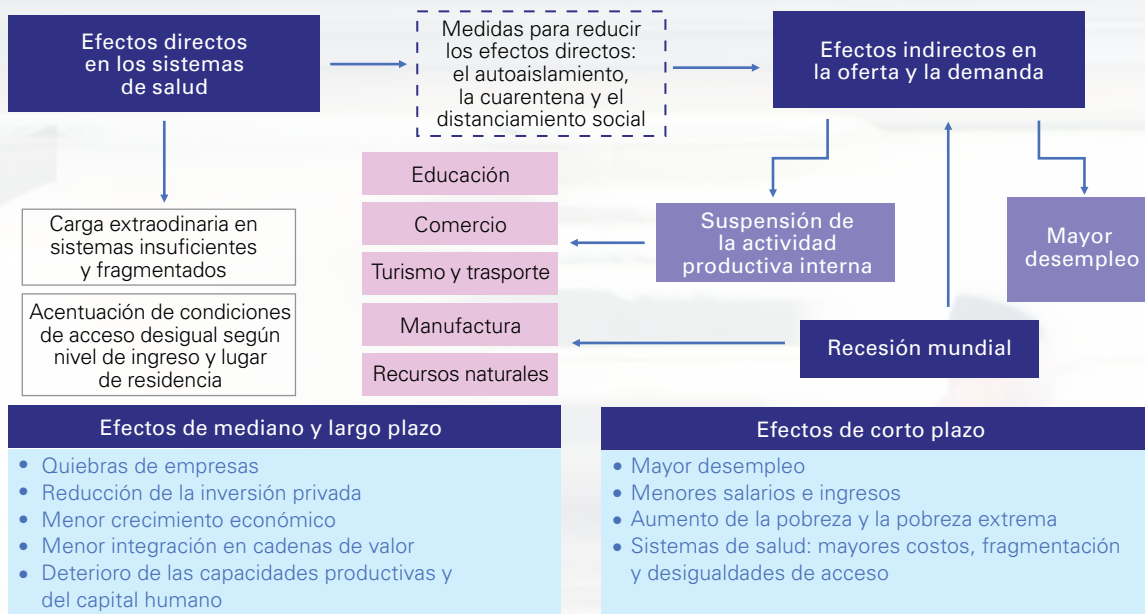 Efectos directos
en los sistemas
de salud
Medidas para reducir
los efectos directos:
el autoaislamiento,
la cuarentena y el
distanciamiento social
Efectos indirectos en
la oferta y la demanda
Carga extraodinaria en
sistemas insuficientes
y fragmentados
Acentuación de condiciones
de acceso desigual según
nivel de ingreso y lugar
de residencia
Educación
Comercio
Turismo y trasporte
Manufactura
Recursos naturales
Suspensión de
la actividad
productiva interna
Mayor
desempleo
Recesión mundial
Efectos de mediano y largo plazo
• Quiebras de empresas
• Reducción de la inversión privada
• Menor crecimiento económico
• Menor integración en cadenas de valor
• Deterioro de las capacidades productivas y
del capital humano
Efectos de corto plazo
• Mayor desempleo
• Menores salarios e ingresos
• Aumento de la pobreza y la pobreza extrema
• Sistemas de salud: mayores costos, fragmentación
y desigualdades de acceso